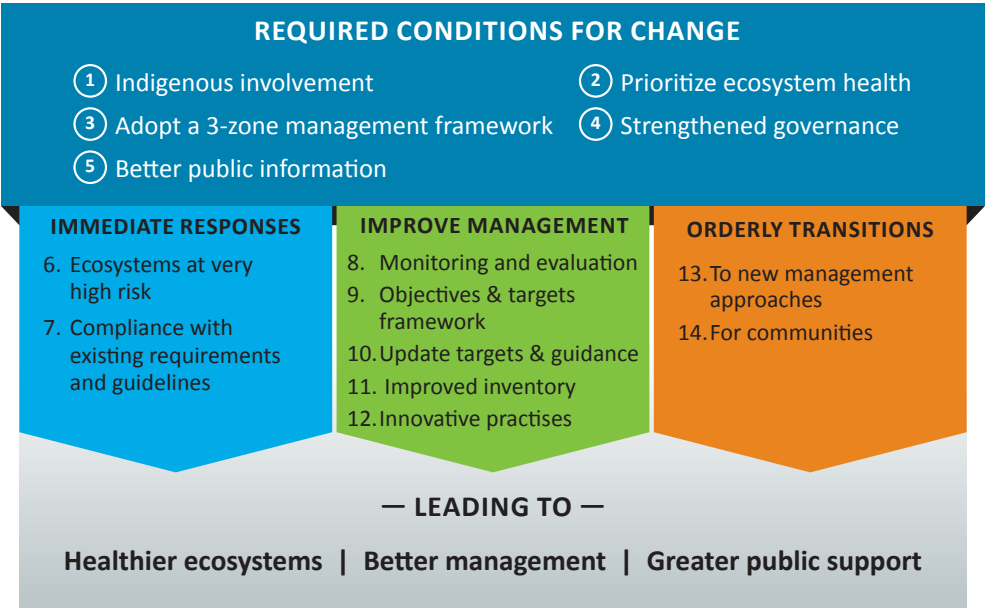 REQUIRED CONDITIONS FOR CHANGE
1 Indigenous involvement
2 Prioritize ecosystem health
3 Adopt a 3-zone management framework
4 Strengthened governance
5 Better public information
IMMEDIATE RESPONSES
6. Ecosystems at very
high risk
7. Compliance with
existing requirements
and guidelines
IMPROVE MANAGEMENT
8. Monitoring and evaluation
9. Objectives & targets
framework
10. Update targets & guidance
11. Improved inventory
12. Innovative practises
ORDERLY TRANSITIONS
13. To new management
approaches
14. For communities
— LEADING TO —
Healthier ecosystems | Better management | Greater public support